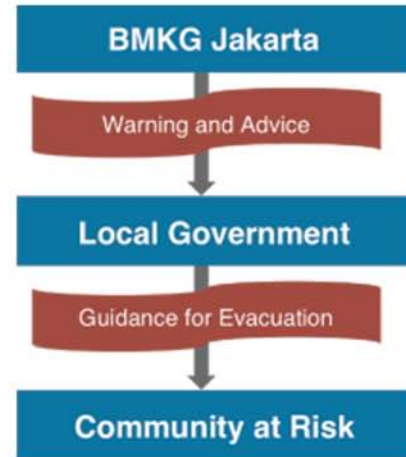 BMKG Jakarta
Warning and Advice
Local Government
Guidance for Evacuation
Community at Risk